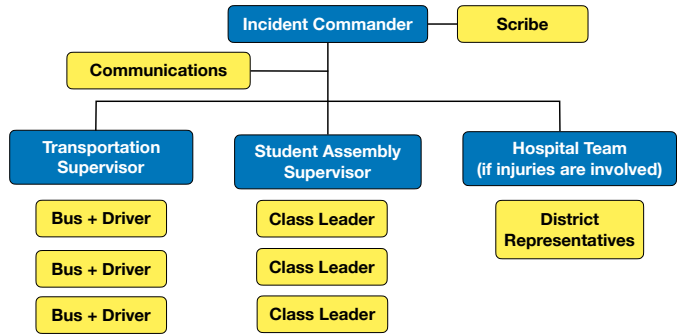 Incident Commander
Scribe
Communications
Transportation
Supervisor
Student Assembly
Supervisor
Hospital Team
(if injuries are involved)
Bus + Driver
Class Leader
District
Representatives
Bus + Driver
Class Leader
Bus + Driver
Class Leader